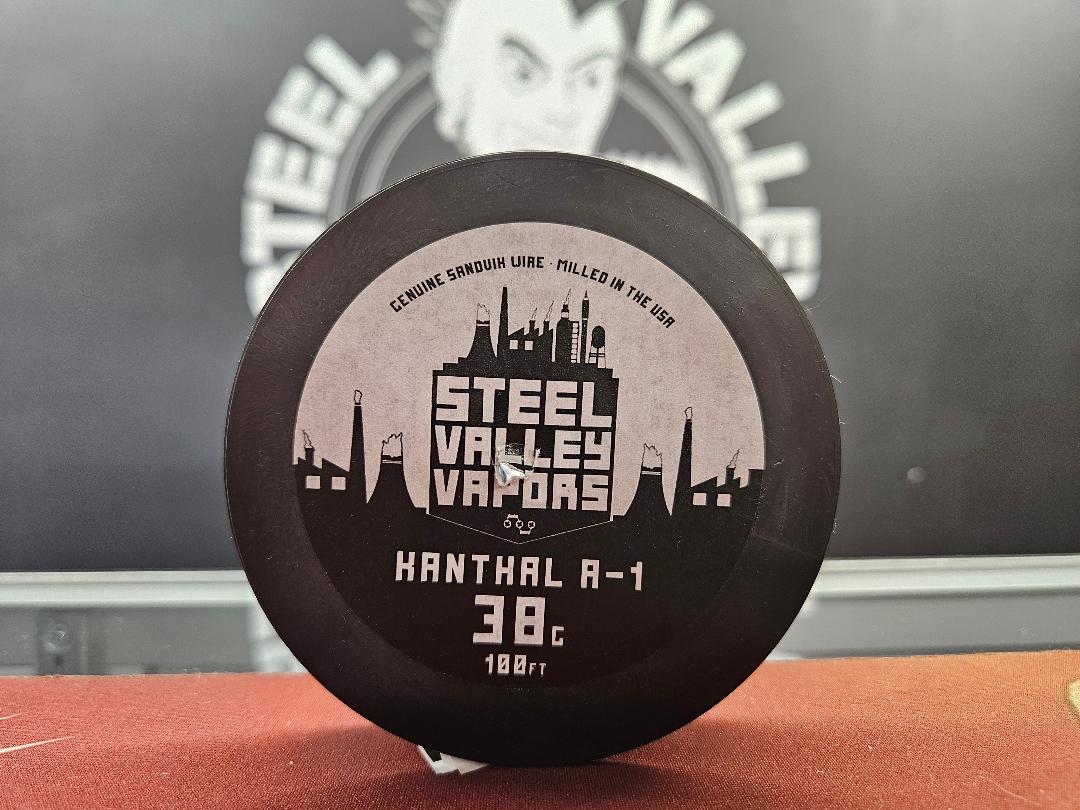 STEEL VALLEY
GENUINE SANDVIK WIRE · MILLED IN THE USA
STEEL
VALLEY
VAPORS
KANTHAL A-1
38G
100FT